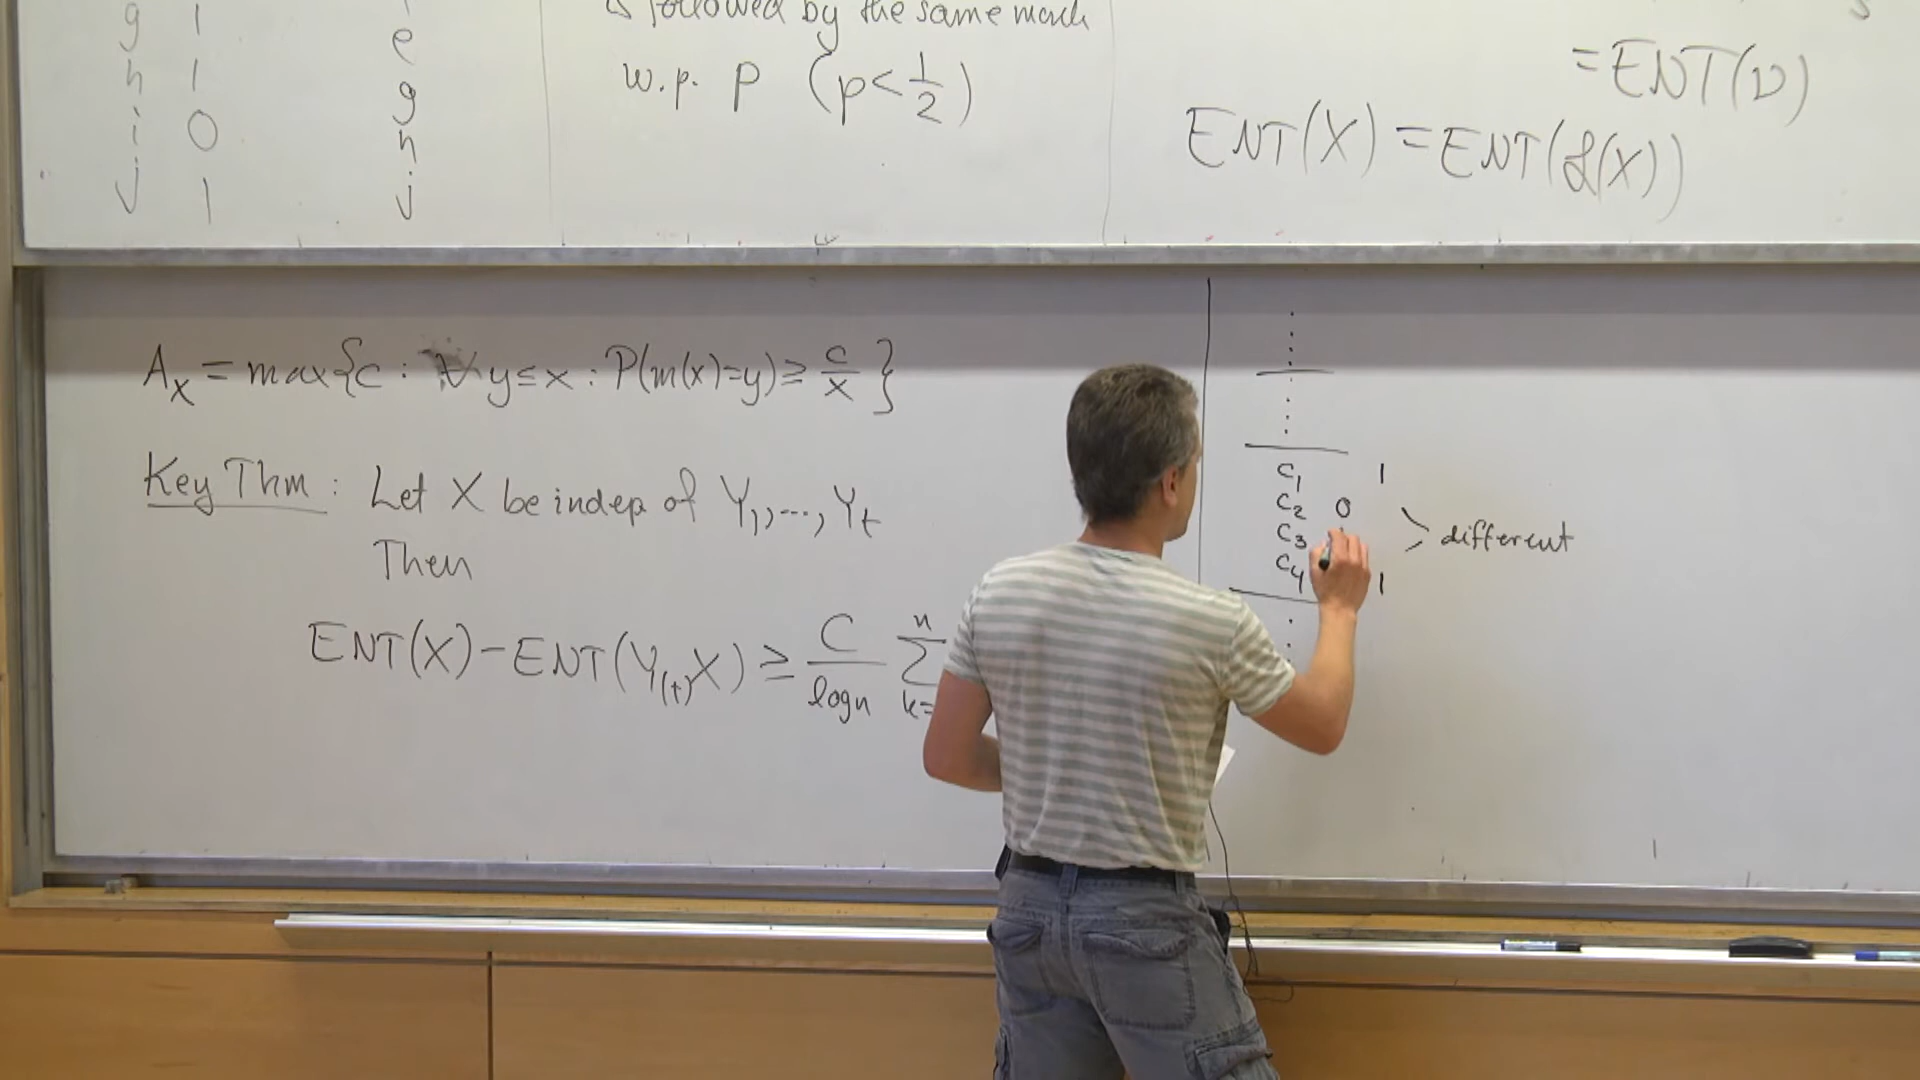 g 1
h 1
i 0
j 1
e
g
h
j
is followed by the same mark
w.p. p (p<1/2)
=ENT(ν)
ENT(X) =ENT(ℒ(X))
A_x = max{c : ∀ y≤x : P(m(x)=y) ≥ c/x }
Key Thm : Let X be indep of Y_1,...,Y_t
Then
ENT(X) - ENT(Y_(t)X) ≥ C/log n ∑_{k=}^{n}
C_1 1
C_2 0
C_3
C_4 1
> different